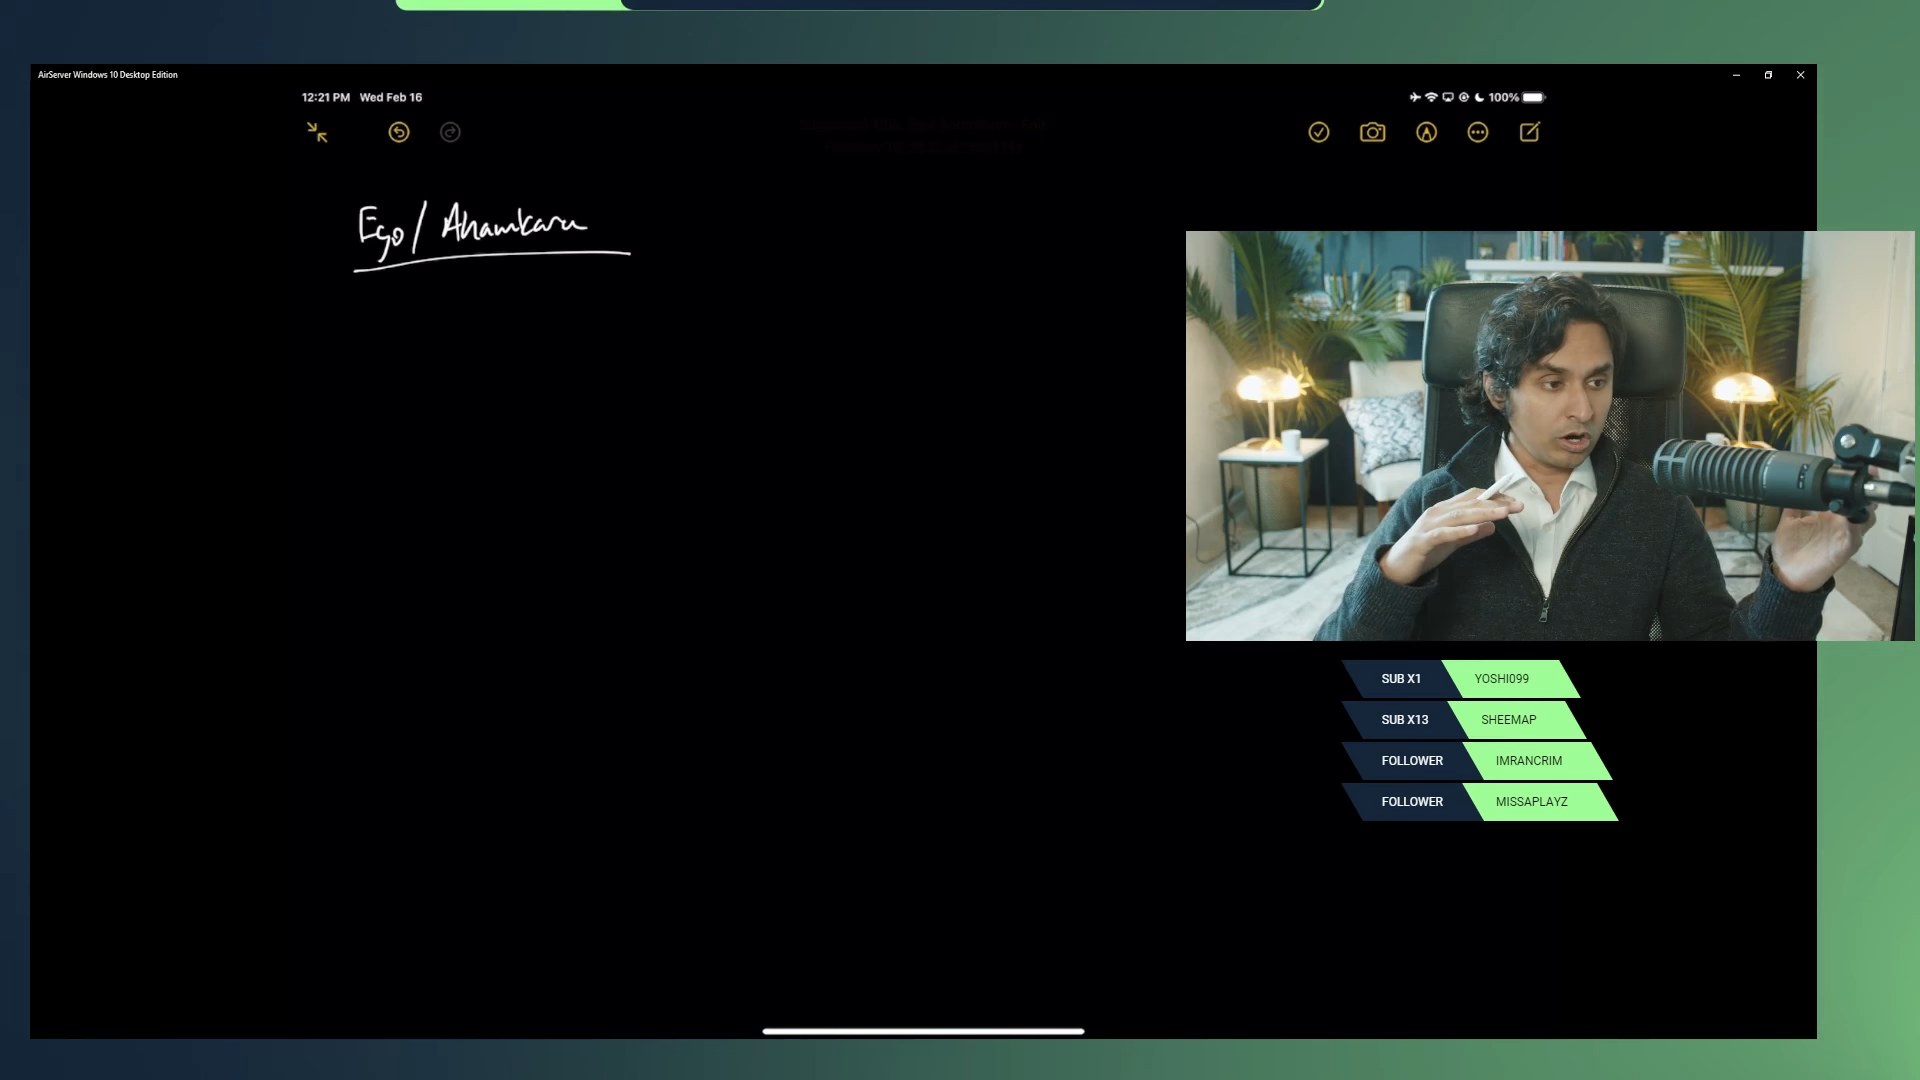 AirServer Windows 10 Desktop Edition
12:21 PM Wed Feb 16
100%
Ego/Ahamkara
SUB X1 YOSHI099
SUB X13 SHEEMAP
FOLLOWER IMRANCRIM
FOLLOWER MISSAPLAYZ